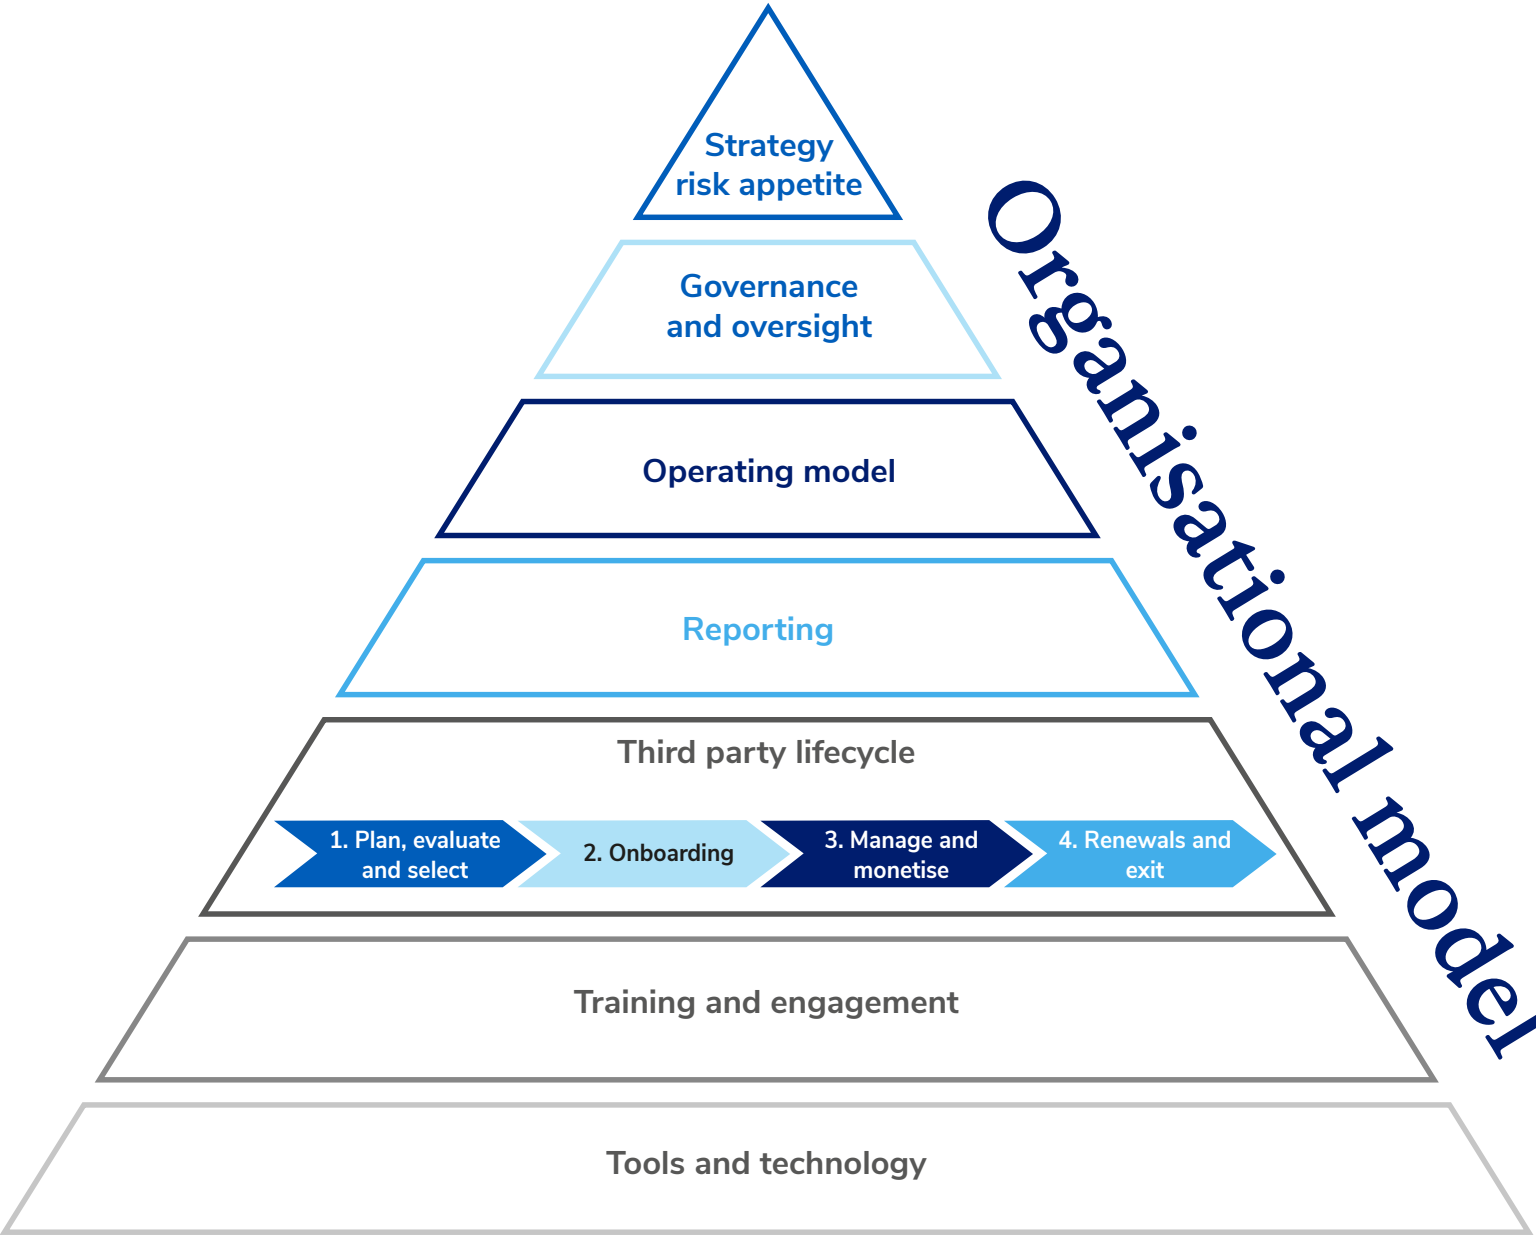 Strategy
risk appetite
Governance
and oversight
Operating model
Reporting
Third party lifecycle
1. Plan, evaluate
and select
2. Onboarding
3. Manage and
monetise
4. Renewals and
exit
Training and engagement
Tools and technology
Organisational model